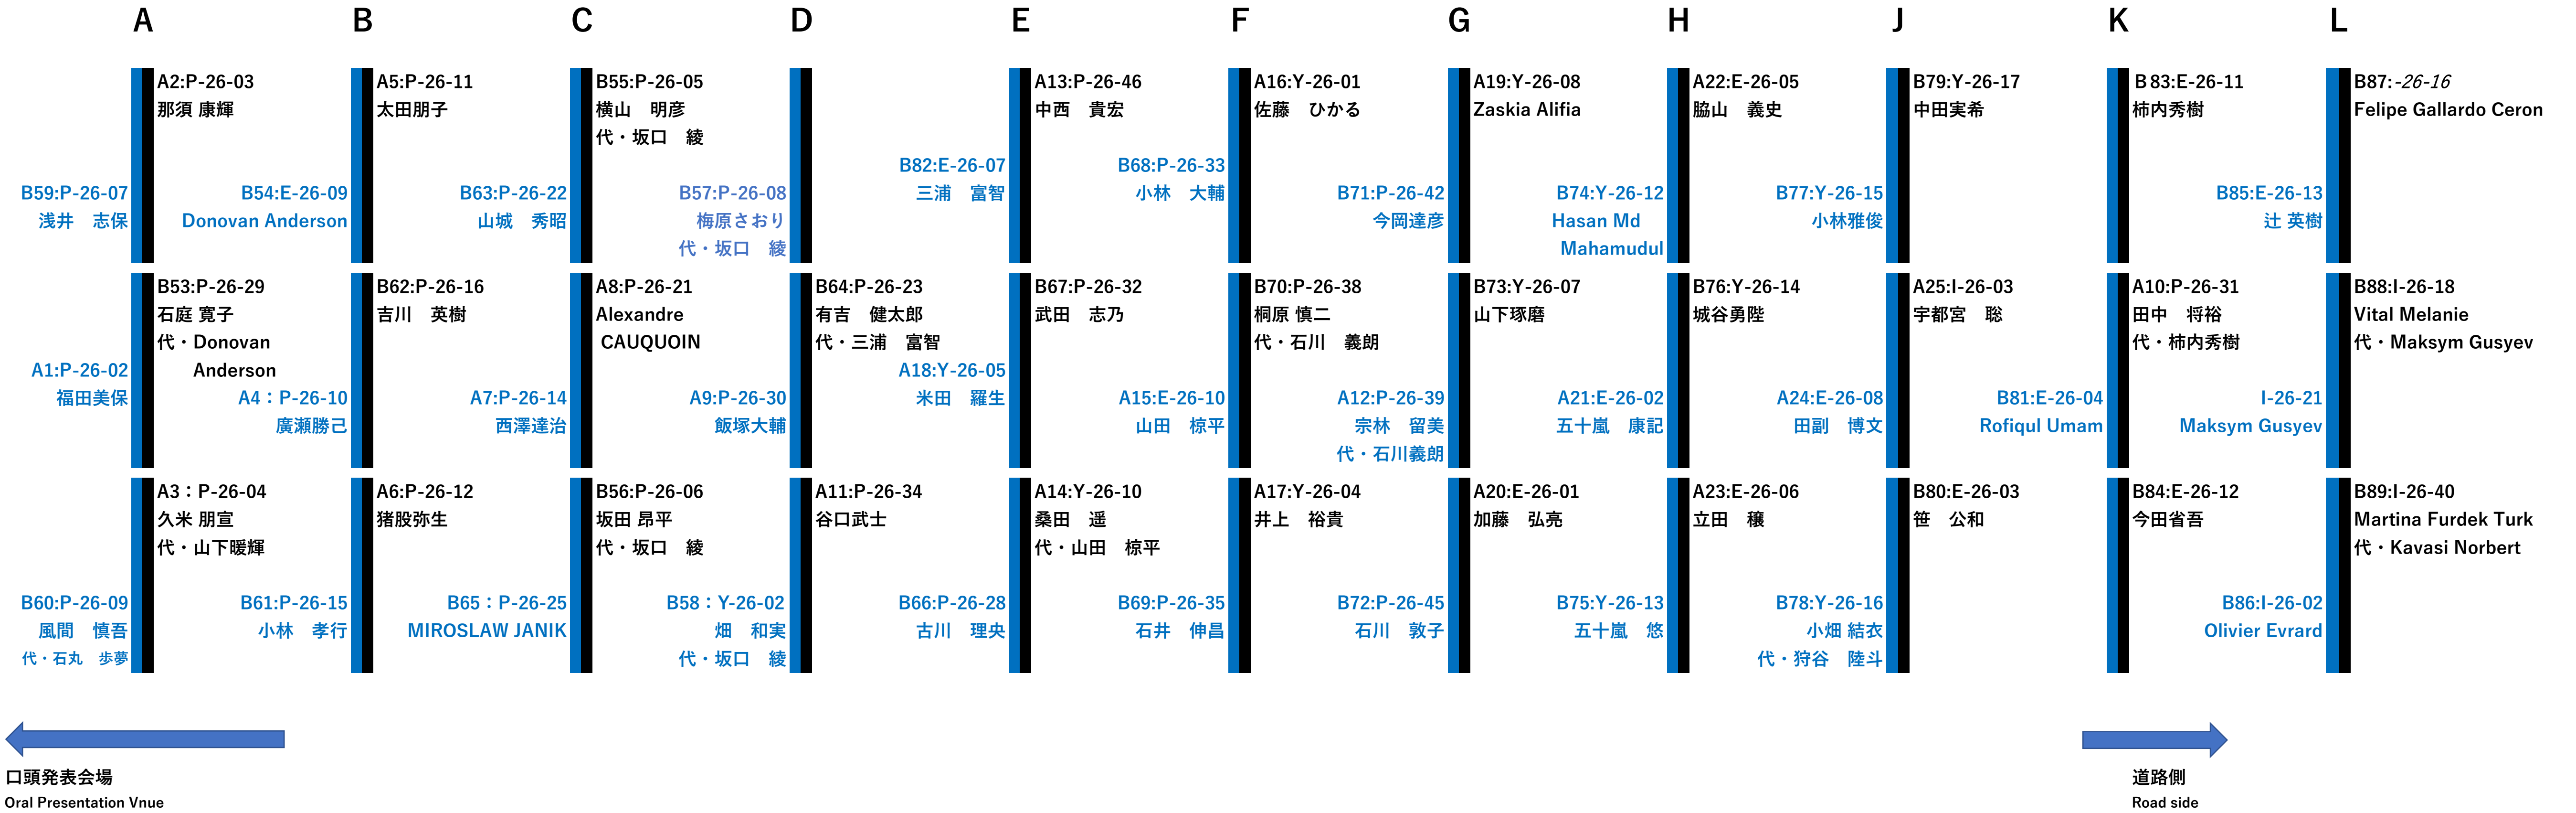 A B C D E F G H J K L
A2:P-26-03
那須 康輝
A5:P-26-11
太田朋子
B55:P-26-05
横山　明彦
代・坂口　綾
A13:P-26-46
中西　貴宏
A16:Y-26-01
佐藤　ひかる
A19:Y-26-08
Zaskia Alifia
A22:E-26-05
脇山　義史
B79:Y-26-17
中田実希
B83:E-26-11
柿内秀樹
B87:-26-16
Felipe Gallardo Ceron
B59:P-26-07
浅井　志保
B54:E-26-09
Donovan Anderson
B63:P-26-22
山城　秀昭
B57:P-26-08
梅原さおり
代・坂口　綾
B82:E-26-07
三浦　富智
B68:P-26-33
小林　大輔
B71:P-26-42
今岡達彦
B74:Y-26-12
Hasan Md
Mahamudul
B77:Y-26-15
小林雅俊
B85:E-26-13
辻 英樹
B53:P-26-29
石庭 寛子
代・Donovan
Anderson
B62:P-26-16
吉川　英樹
A8:P-26-21
Alexandre
CAUQUOIN
B64:P-26-23
有吉　健太郎
代・三浦　富智
B67:P-26-32
武田　志乃
B70:P-26-38
桐原 慎二
代・石川　義朗
B73:Y-26-07
山下琢磨
B76:Y-26-14
城谷勇陛
A25:I-26-03
宇都宮　聡
A10:P-26-31
田中　将裕
代・柿内秀樹
B88:I-26-18
Vital Melanie
代・Maksym Gusyev
A1:P-26-02
福田美保
A4：P-26-10
廣瀬勝己
A7:P-26-14
西澤達治
A9:P-26-30
飯塚大輔
A18:Y-26-05
米田　羅生
A15:E-26-10
山田　椋平
A12:P-26-39
宗林　留美
代・石川義朗
A21:E-26-02
五十嵐　康記
A24:E-26-08
田副　博文
B81:E-26-04
Rofiqul Umam
I-26-21
Maksym Gusyev
A3：P-26-04
久米 朋宣
代・山下暖輝
A6:P-26-12
猪股弥生
B56:P-26-06
坂田 昂平
代・坂口　綾
A11:P-26-34
谷口武士
A14:Y-26-10
桑田　遥
代・山田　椋平
A17:Y-26-04
井上　裕貴
A20:E-26-01
加藤　弘亮
A23:E-26-06
立田　穣
B80:E-26-03
笹　公和
B84:E-26-12
今田省吾
B89:I-26-40
Martina Furdek Turk
代・Kavasi Norbert
B60:P-26-09
風間　慎吾
代・石丸　歩夢
B61:P-26-15
小林　孝行
B65：P-26-25
MIROSLAW JANIK
B58：Y-26-02
畑　和実
代・坂口　綾
B66:P-26-28
古川　理央
B69:P-26-35
石井　伸昌
B72:P-26-45
石川　敦子
B75:Y-26-13
五十嵐　悠
B78:Y-26-16
小畑 結衣
代・狩谷　陸斗
B86:I-26-02
Olivier Evrard
口頭発表会場
Oral Presentation Vnue
道路側
Road side